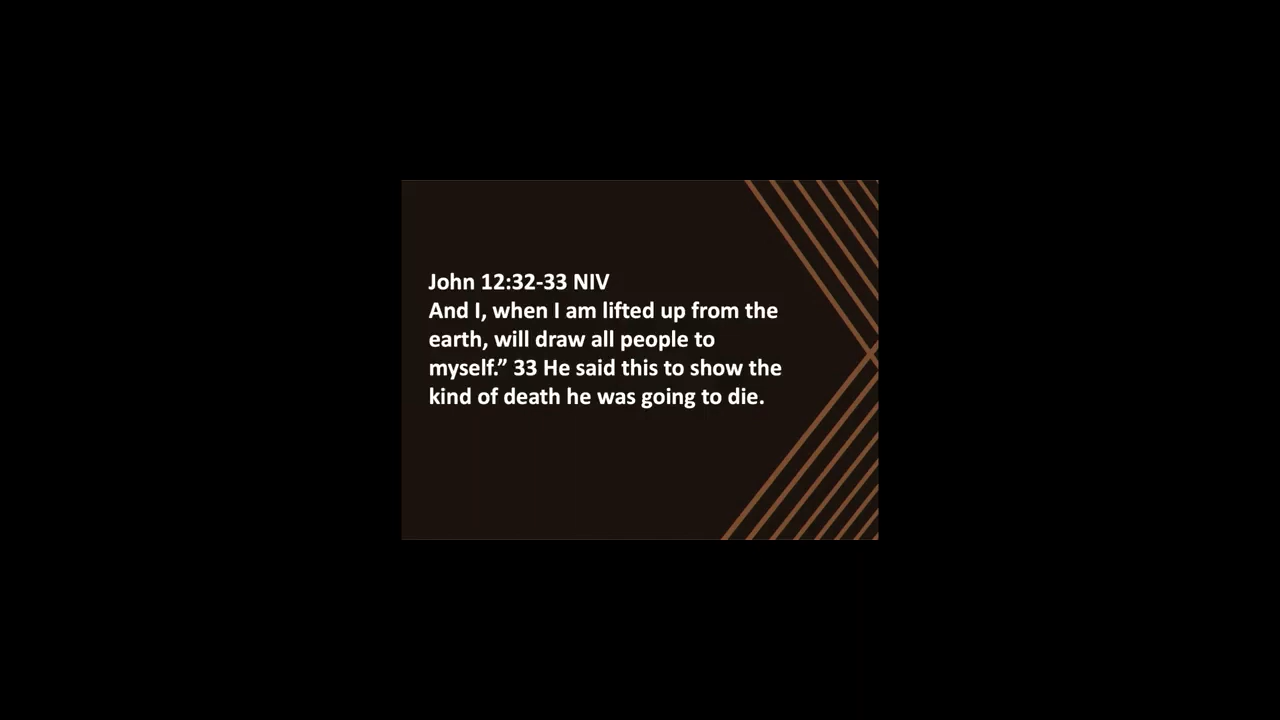 John 12:32-33 NIV
And I, when I am lifted up from the
earth, will draw all people to
myself.” 33 He said this to show the
kind of death he was going to die.